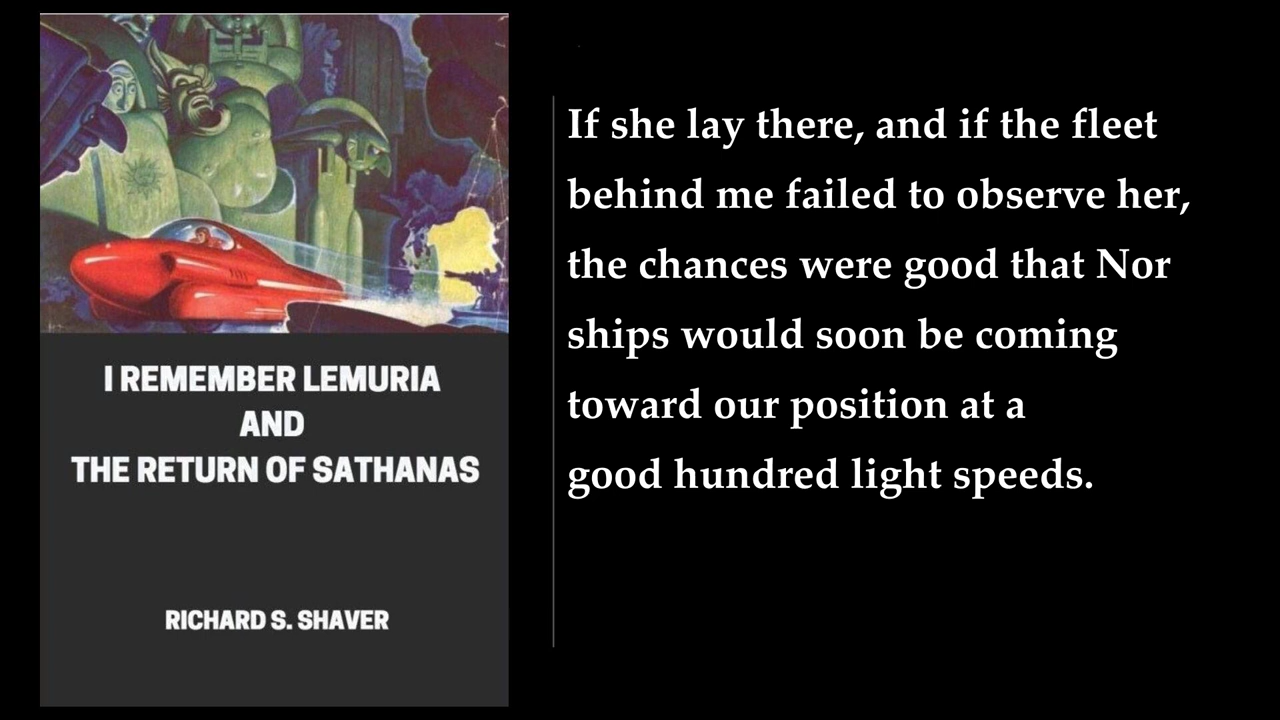 I REMEMBER LEMURIA
AND
THE RETURN OF SATHANAS
RICHARD S. SHAVER
If she lay there, and if the fleet
behind me failed to observe her,
the chances were good that Nor
ships would soon be coming
toward our position at a
good hundred light speeds.